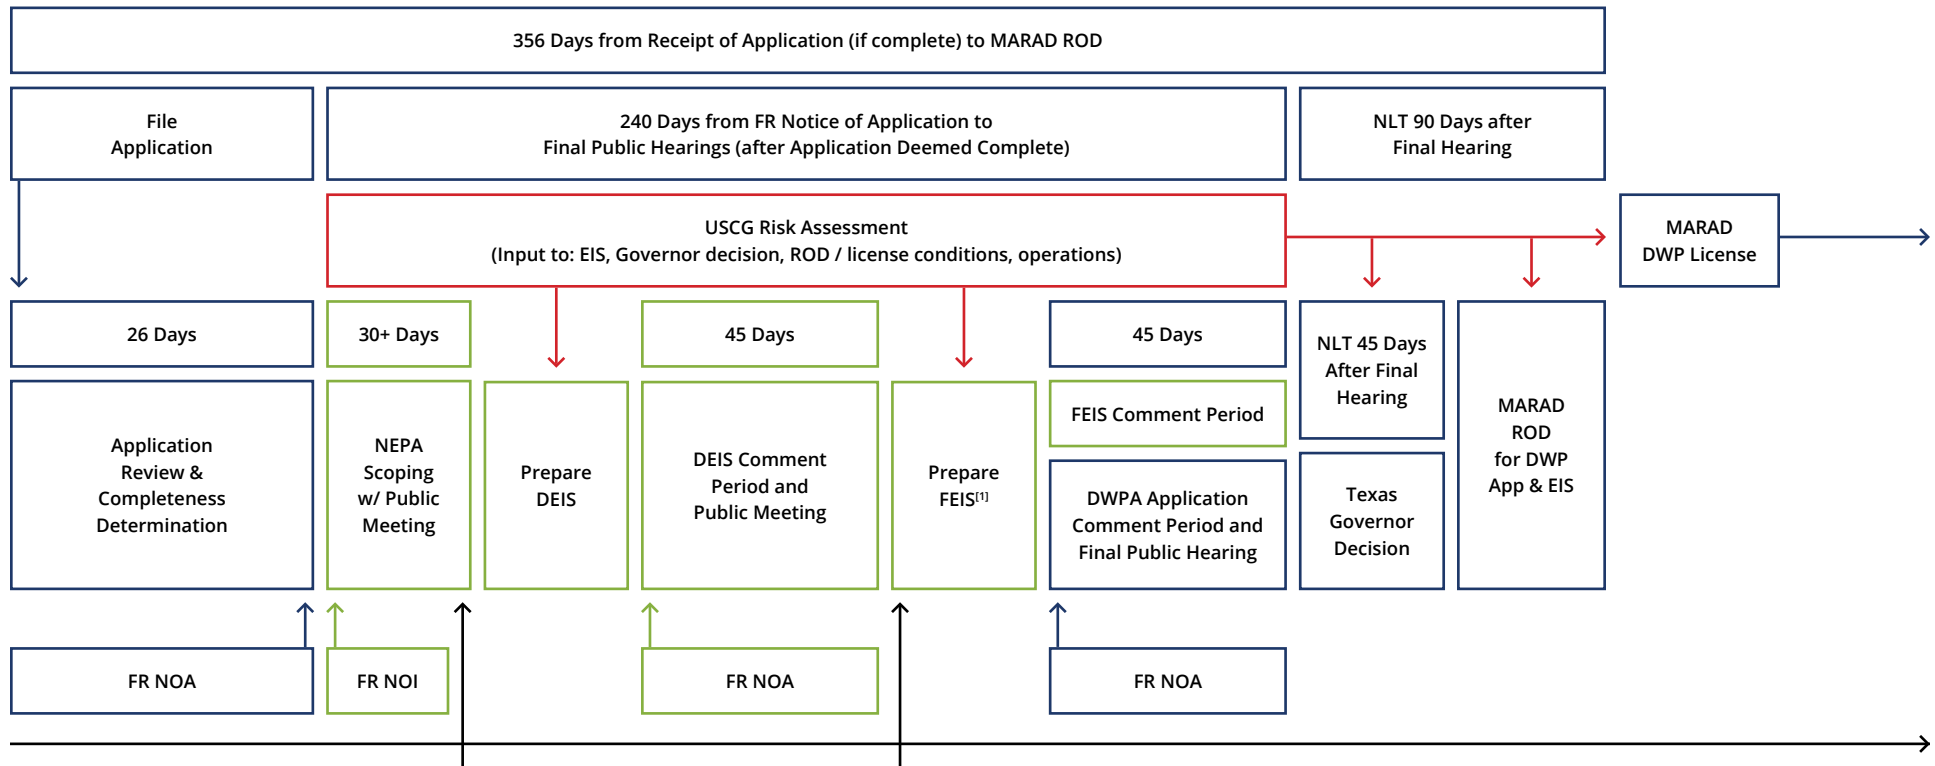 356 Days from Receipt of Application (if complete) to MARAD ROD
File
Application
240 Days from FR Notice of Application to
Final Public Hearings (after Application Deemed Complete)
NLT 90 Days after
Final Hearing
USCG Risk Assessment
(Input to: EIS, Governor decision, ROD / license conditions, operations)
MARAD
DWP License
26 Days
30+ Days
45 Days
45 Days
NLT 45 Days
After Final
Hearing
Application
Review &
Completeness
Determination
NEPA
Scoping
w/ Public
Meeting
Prepare
DEIS
DEIS Comment
Period and
Public Meeting
Prepare
FEIS[1]
FEIS Comment Period
DWPA Application
Comment Period and
Final Public Hearing
Texas
Governor
Decision
MARAD
ROD
for DWP
App & EIS
FR NOA
FR NOI
FR NOA
FR NOA